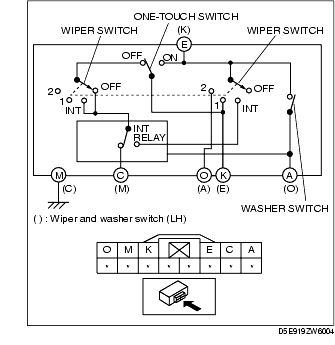 ONE-TOUCH SWITCH
WIPER SWITCH
(K)
WIPER SWITCH
E
OFF
ON
2
OFF
2
OFF
1
INT
1
INT
INT
RELAY
M
C
O
K
A
(C)
(M)
(A)
(E)
(O)
WASHER SWITCH
( ) : Wiper and washer switch (LH)
O M K E C A
* * * * * * *
D5E919ZW6004